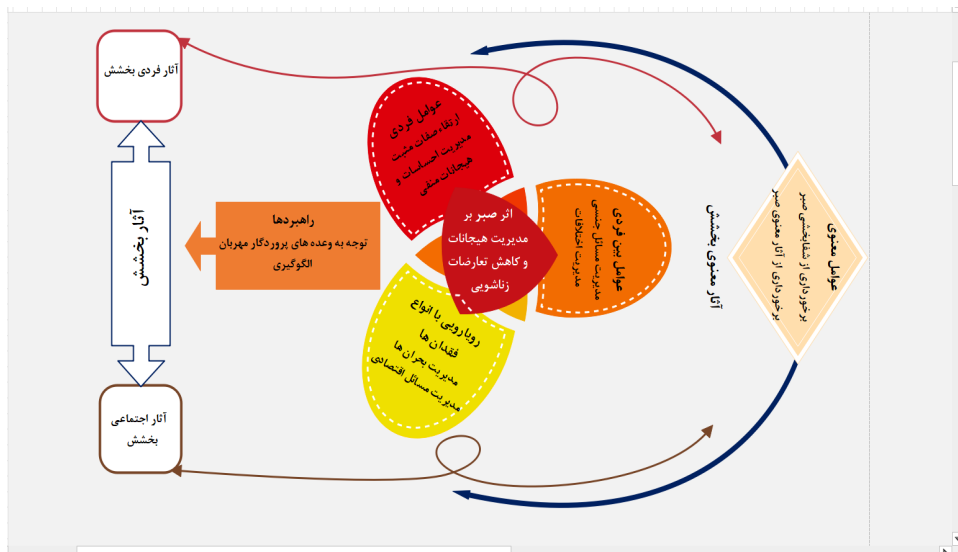 عوامل معنوی
برخورداری از شفابخشی صبر
برخورداری از آثار معنوی صبر
آثار معنوی بخشش
عوامل بین فردی
مدیریت مسائل جنسی
مدیریت اختلافات
عوامل فردی
ارتقاء صفات مثبت
مدیریت احساسات و
هیجانات منفی
اثر صبر بر
مدیریت هیجانات
و کاهش تعارضات
زناشویی
رویارویی با انواع
فقدان ها
مدیریت بحران ها
مدیریت مسائل اقتصادی
راهبردها
توجه به وعده های پروردگار مهربان
الگوگیری
آثار بخشش
آثار فردی بخشش
آثار اجتماعی
بخشش